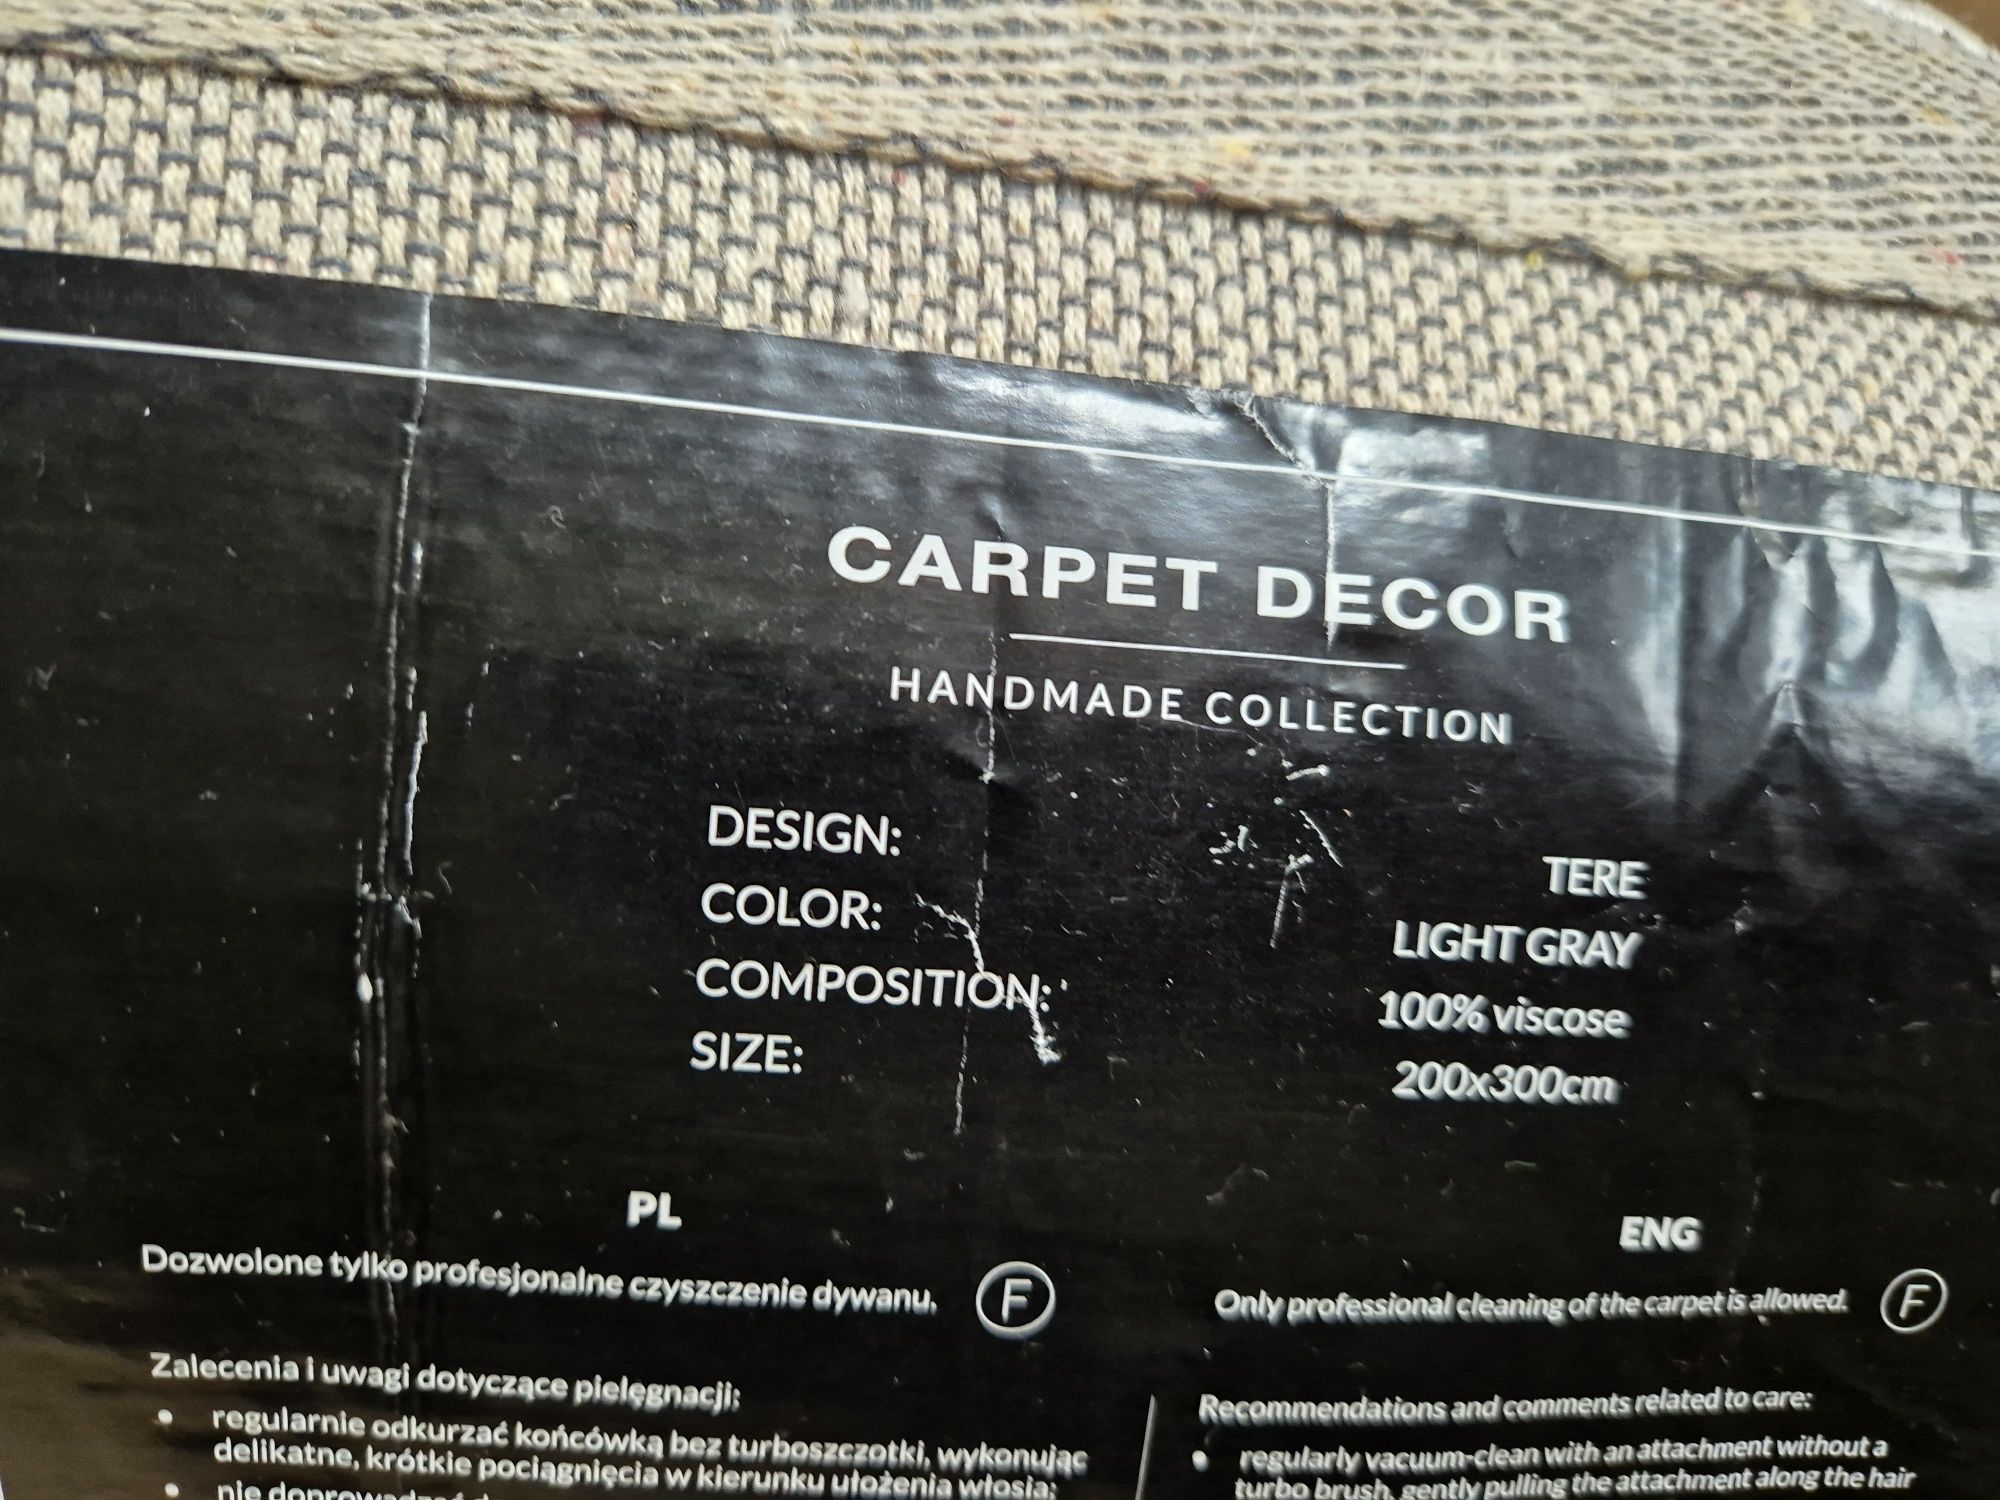 CARPET DECOR
HANDMADE COLLECTION
DESIGN: TERE
COLOR: LIGHT GRAY
COMPOSITION: 100% viscose
SIZE: 200x300cm
PL
Dozwolone tylko profesjonalne czyszczenie dywanu. F
Zalecenia i uwagi dotyczące pielęgnacji:
• regularnie odkurzać końcówką bez turboszczotki, wykonując
delikatne, krótkie pociągnięcia w kierunku ułożenia włosia;
• nie
ENG
Only professional cleaning of the carpet is allowed. F
Recommendations and comments related to care:
• regularly vacuum-clean with an attachment without a
turbo brush, gently pulling the attachment along the hair